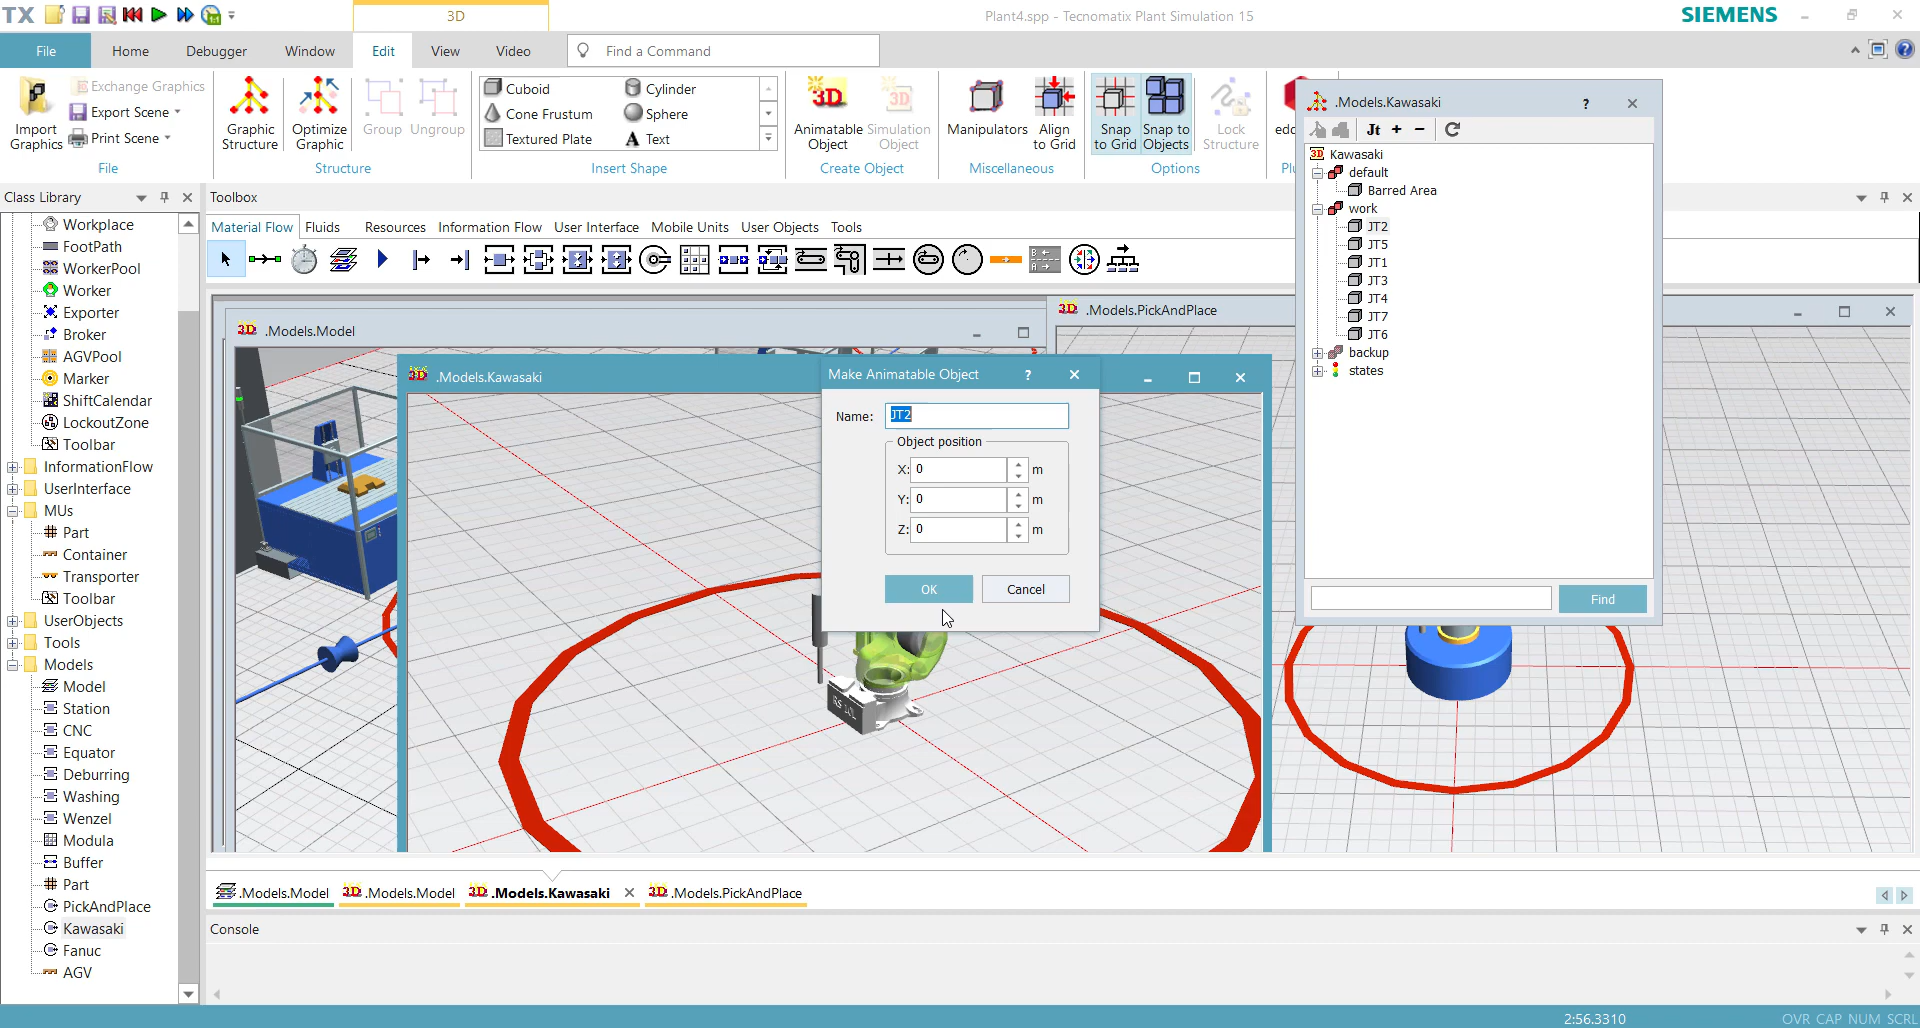 TX
3D
Plant4.spp - Tecnomatix Plant Simulation 15
SIEMENS
File
Home
Debugger
Window
Edit
View
Video
Find a Command
Import Graphics
Exchange Graphics
Export Scene
Print Scene
File
Graphic Structure
Optimize Graphic
Group
Ungroup
Structure
Cuboid
Cylinder
Cone Frustum
Sphere
Textured Plate
Text
Insert Shape
Animatable Object
Simulation Object
Create Object
Manipulators
Align to Grid
Miscellaneous
Snap to Grid
Snap to Objects
Lock Structure
Options
Class Library
Workplace
FootPath
WorkerPool
Worker
Exporter
Broker
AGVPool
Marker
ShiftCalendar
LockoutZone
Toolbar
InformationFlow
UserInterface
MUs
Part
Container
Transporter
Toolbar
UserObjects
Tools
Models
Model
Station
CNC
Equator
Deburring
Washing
Wenzel
Modula
Buffer
Part
PickAndPlace
Kawasaki
Fanuc
AGV
Toolbox
Material Flow
Fluids
Resources
Information Flow
User Interface
Mobile Units
User Objects
Tools
3D .Models.Model
3D .Models.PickAndPlace
3D .Models.Kawasaki
Make Animatable Object
?
Name: JT2
Object position
X: 0 m
Y: 0 m
Z: 0 m
OK
Cancel
.Models.Kawasaki
?
Jt + −
3D Kawasaki
default
Barred Area
work
JT2
JT5
JT1
JT3
JT4
JT7
JT6
backup
states
Find
.Models.Model
3D .Models.Model
3D .Models.Kawasaki
3D .Models.PickAndPlace
Console
2:56.3310
OVR CAP NUM SCRL